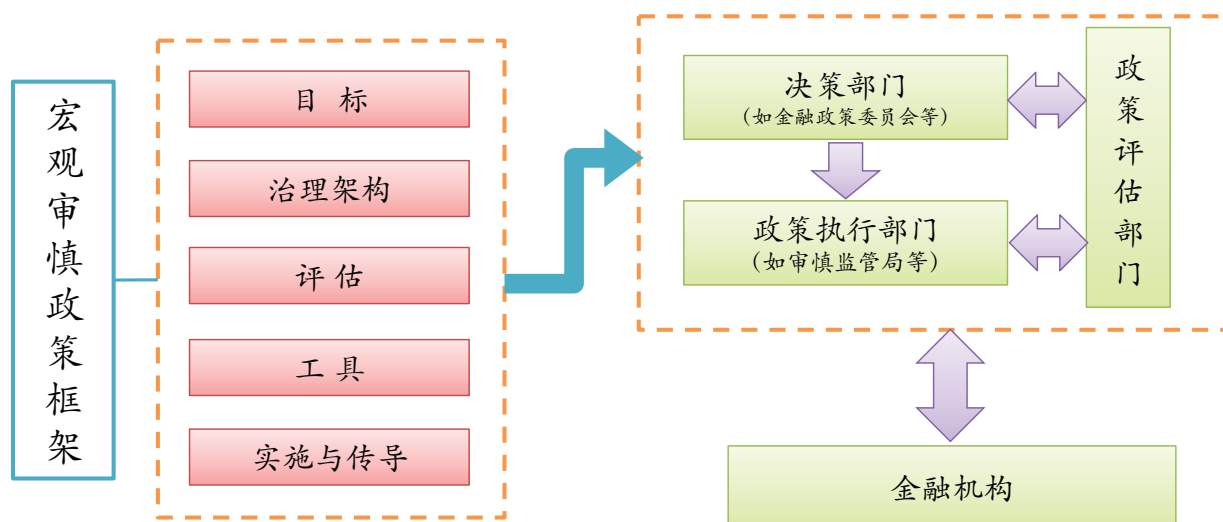 宏观审慎政策框架
目 标
治理架构
评 估
工 具
实施与传导
决策部门
(如金融政策委员会等)
政策执行部门
(如审慎监管局等)
政策评估部门
金融机构